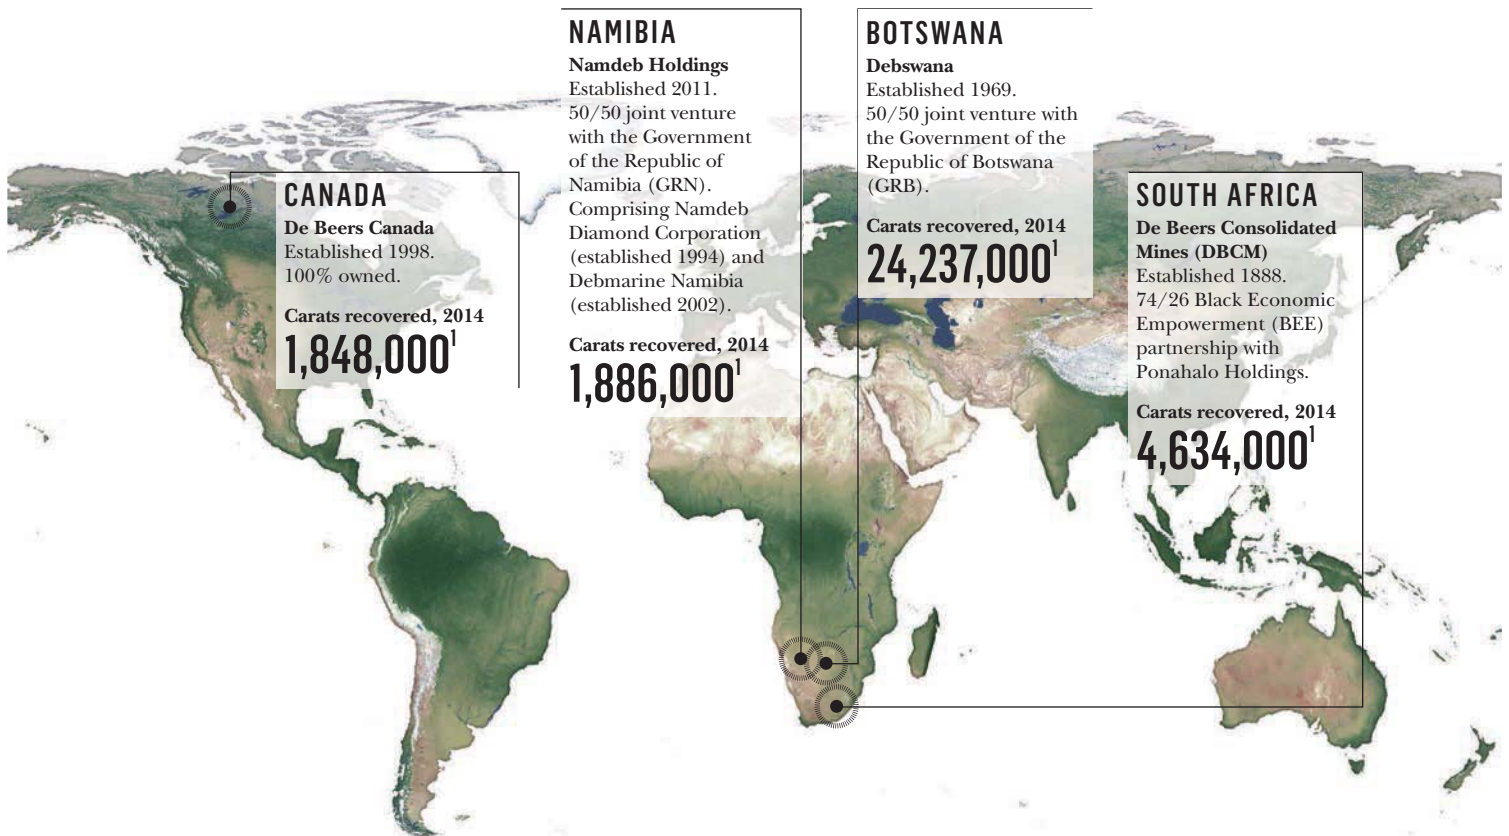 NAMIBIA
Namdeb Holdings
Established 2011.
50/50 joint venture
with the Government
of the Republic of
Namibia (GRN).
Comprising Namdeb
Diamond Corporation
(established 1994) and
Debmarine Namibia
(established 2002).
Carats recovered, 2014
1,886,000¹
BOTSWANA
Debswana
Established 1969.
50/50 joint venture with
the Government of the
Republic of Botswana
(GRB).
Carats recovered, 2014
24,237,000¹
CANADA
De Beers Canada
Established 1998.
100% owned.
Carats recovered, 2014
1,848,000¹
SOUTH AFRICA
De Beers Consolidated
Mines (DBCM)
Established 1888.
74/26 Black Economic
Empowerment (BEE)
partnership with
Ponahalo Holdings.
Carats recovered, 2014
4,634,000¹